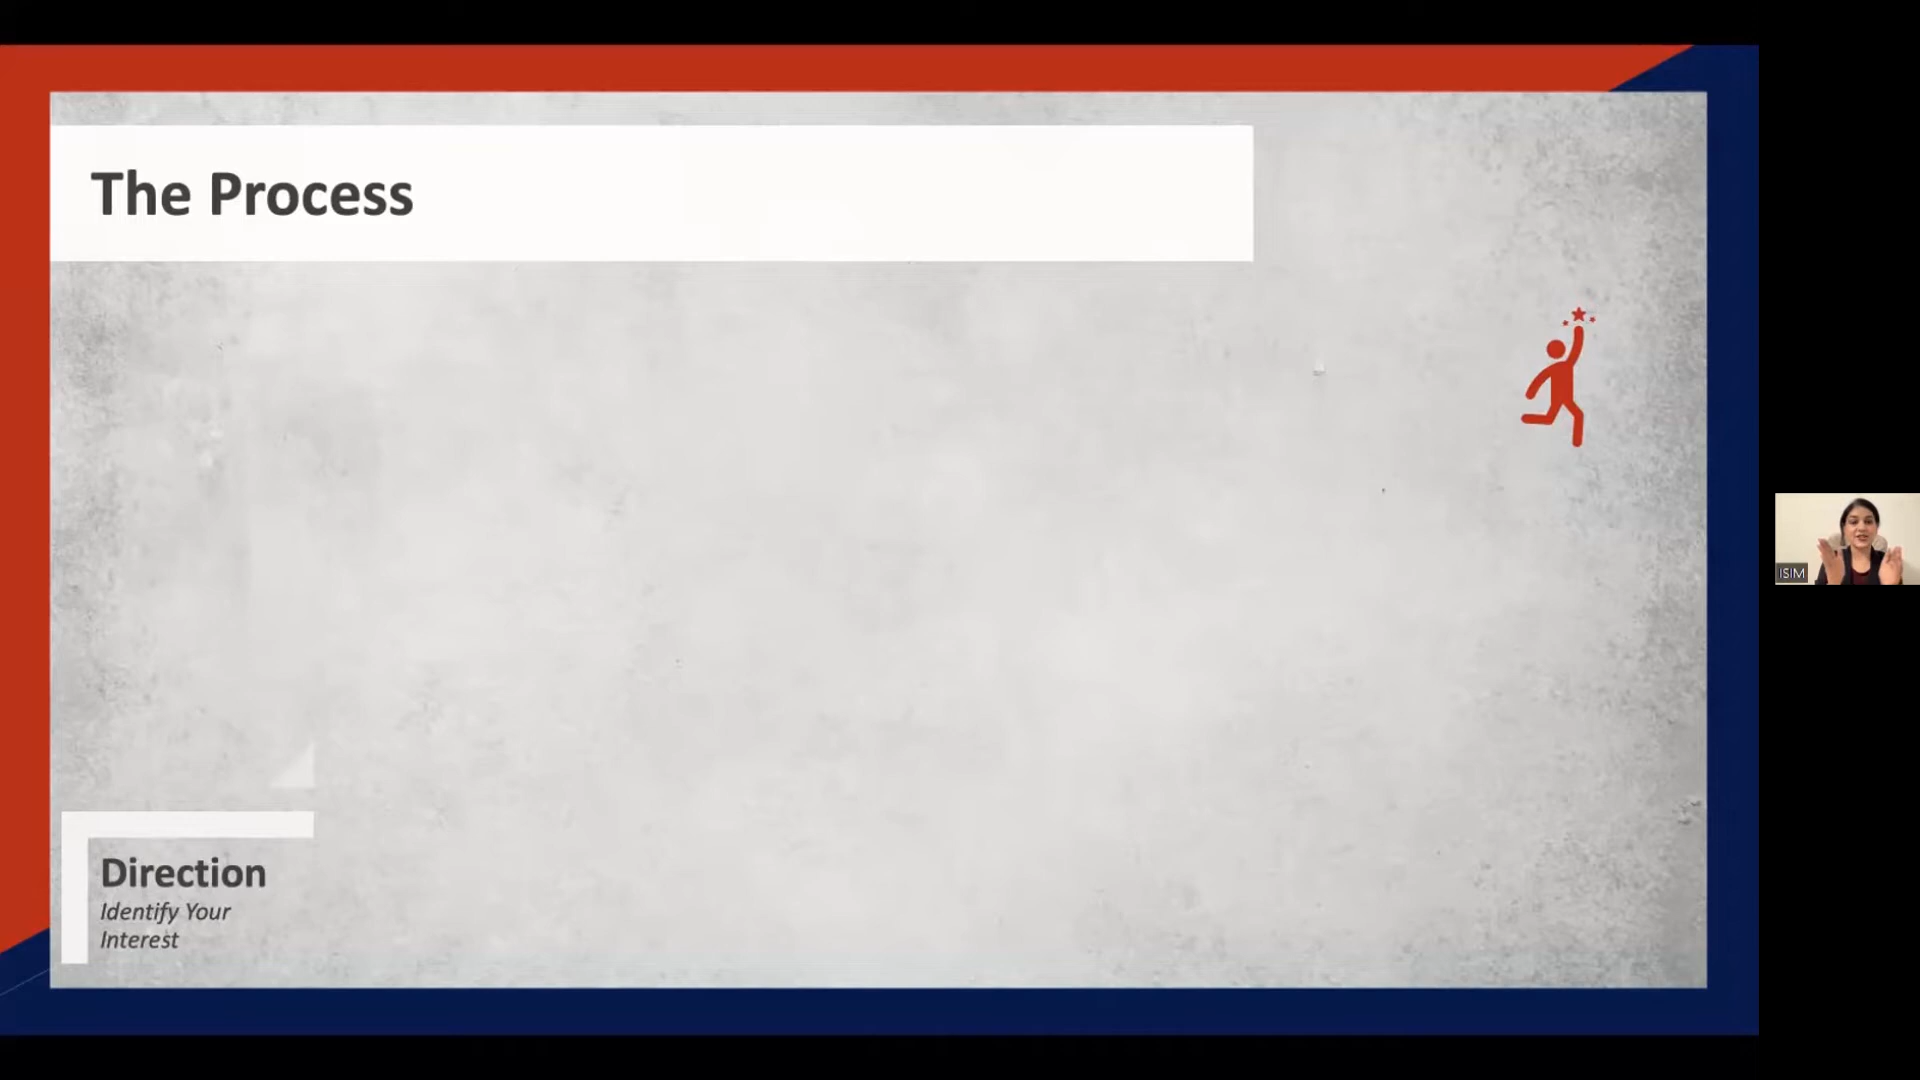 The Process
Direction
Identify Your
Interest
ISIM